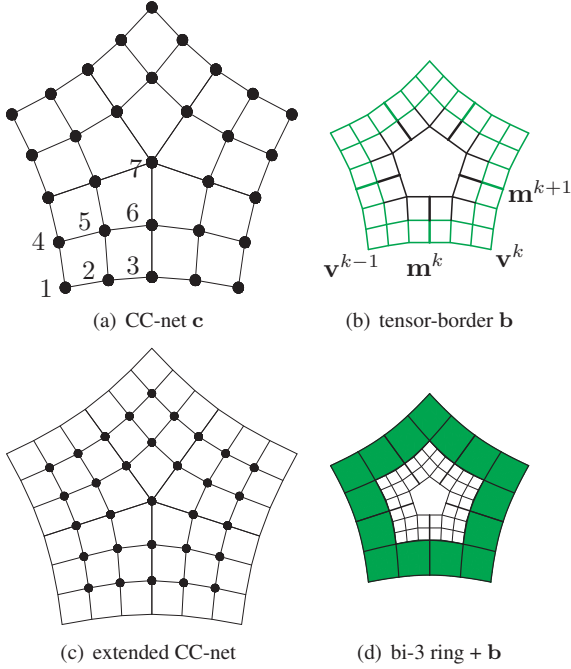 7
6
5
4
3
2
1
m^{k+1}
v^{k-1}
m^k
v^k
(a) CC-net c
(b) tensor-border b
(c) extended CC-net
(d) bi-3 ring + b